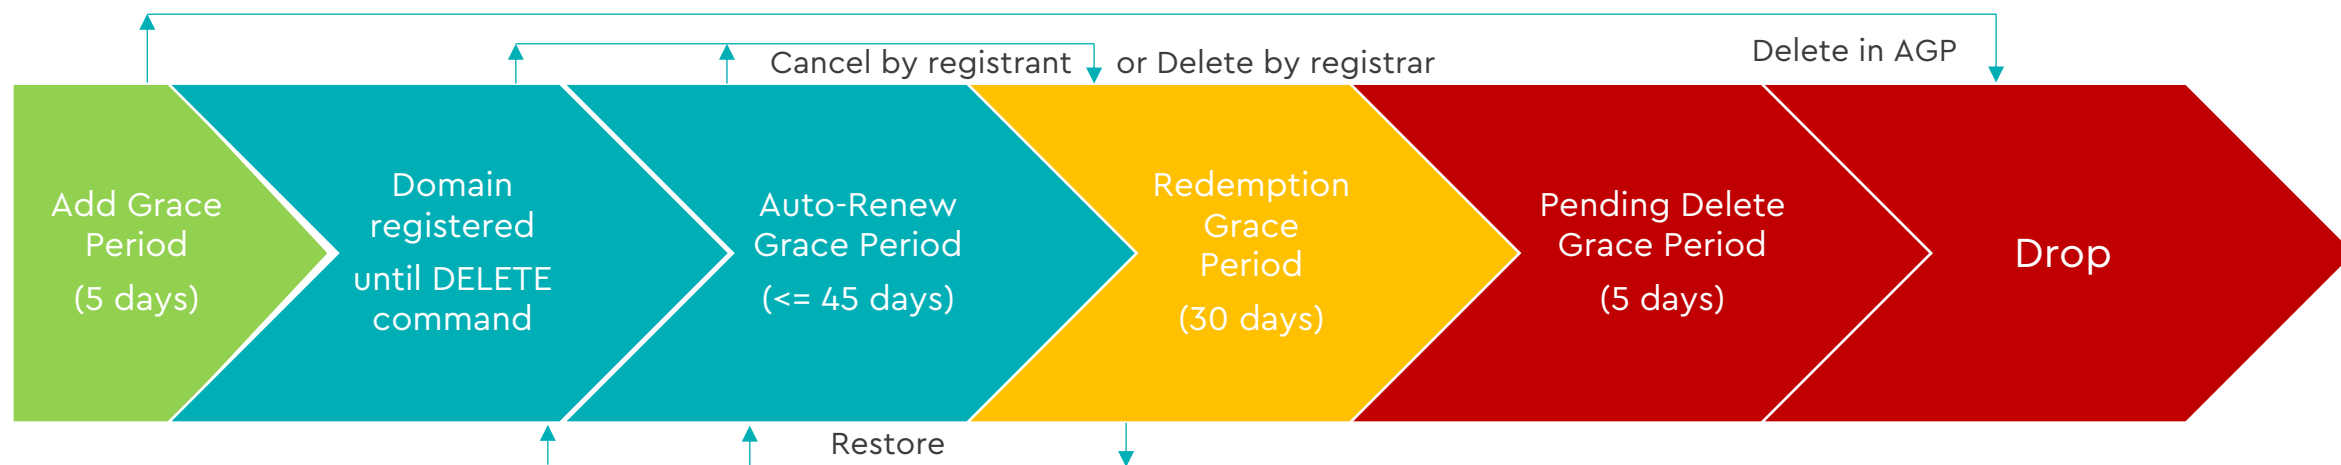 Delete in AGP
Cancel by registrant or Delete by registrar
Add Grace
Period
(5 days)
Domain
registered
until DELETE
command
Auto-Renew
Grace Period
(<= 45 days)
Redemption
Grace
Period
(30 days)
Pending Delete
Grace Period
(5 days)
Drop
Restore